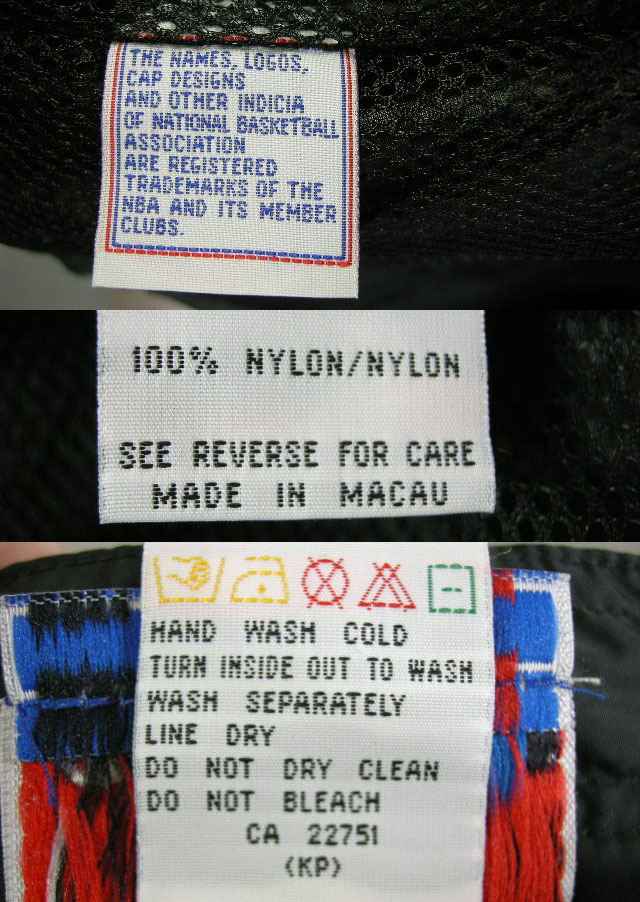 THE NAMES, LOGOS,
CAP DESIGNS
AND OTHER INDICIA
OF NATIONAL BASKETBALL
ASSOCIATION
ARE REGISTERED
TRADEMARKS OF THE
NBA AND ITS MEMBER
CLUBS.
100% NYLON/NYLON
SEE REVERSE FOR CARE
MADE IN MACAU
HAND WASH COLD
TURN INSIDE OUT TO WASH
WASH SEPARATELY
LINE DRY
DO NOT DRY CLEAN
DO NOT BLEACH
CA 22751
(KP)